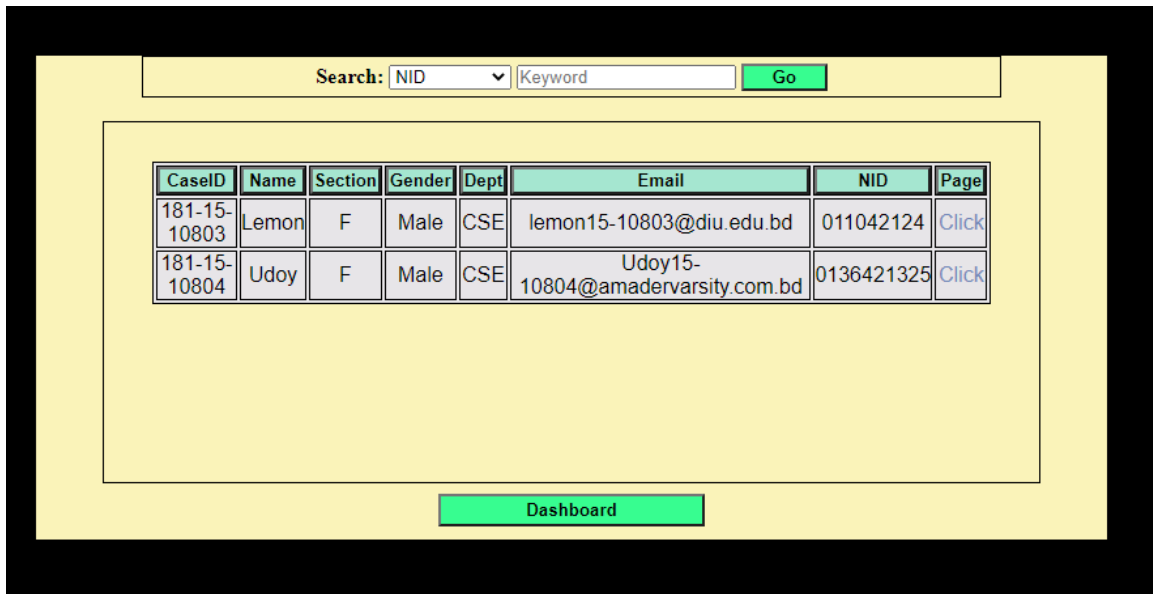 Search: NID Keyword Go
CaseID Name Section Gender Dept Email NID Page
181-15-
10803 Lemon F Male CSE lemon15-10803@diu.edu.bd 011042124 Click
181-15-
10804 Udoy F Male CSE Udoy15-
10804@amadervarsity.com.bd 0136421325 Click
Dashboard